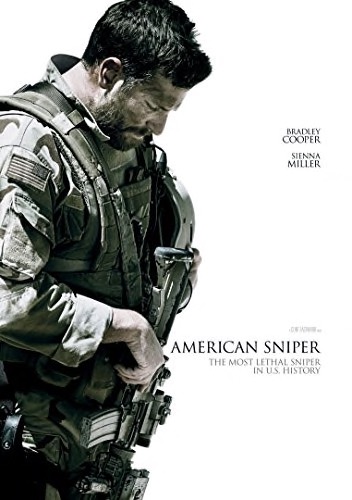 BRADLEY
COOPER
SIENNA
MILLER
AMERICAN SNIPER
THE MOST LETHAL SNIPER
IN U.S. HISTORY